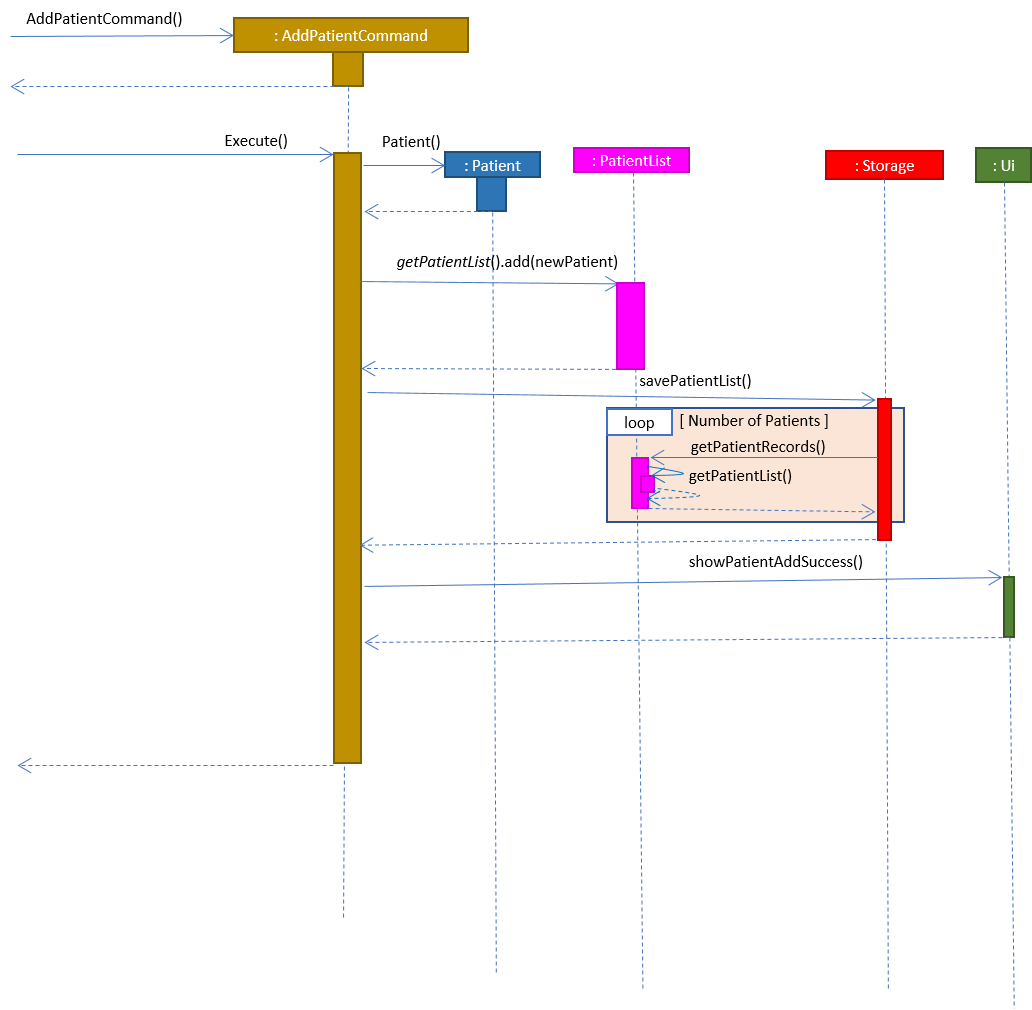 AddPatientCommand()
: AddPatientCommand
Execute()
Patient()
: Patient
: PatientList
: Storage
: Ui
getPatientList().add(newPatient)
savePatientList()
loop
[ Number of Patients ]
getPatientRecords()
getPatientList()
showPatientAddSuccess()